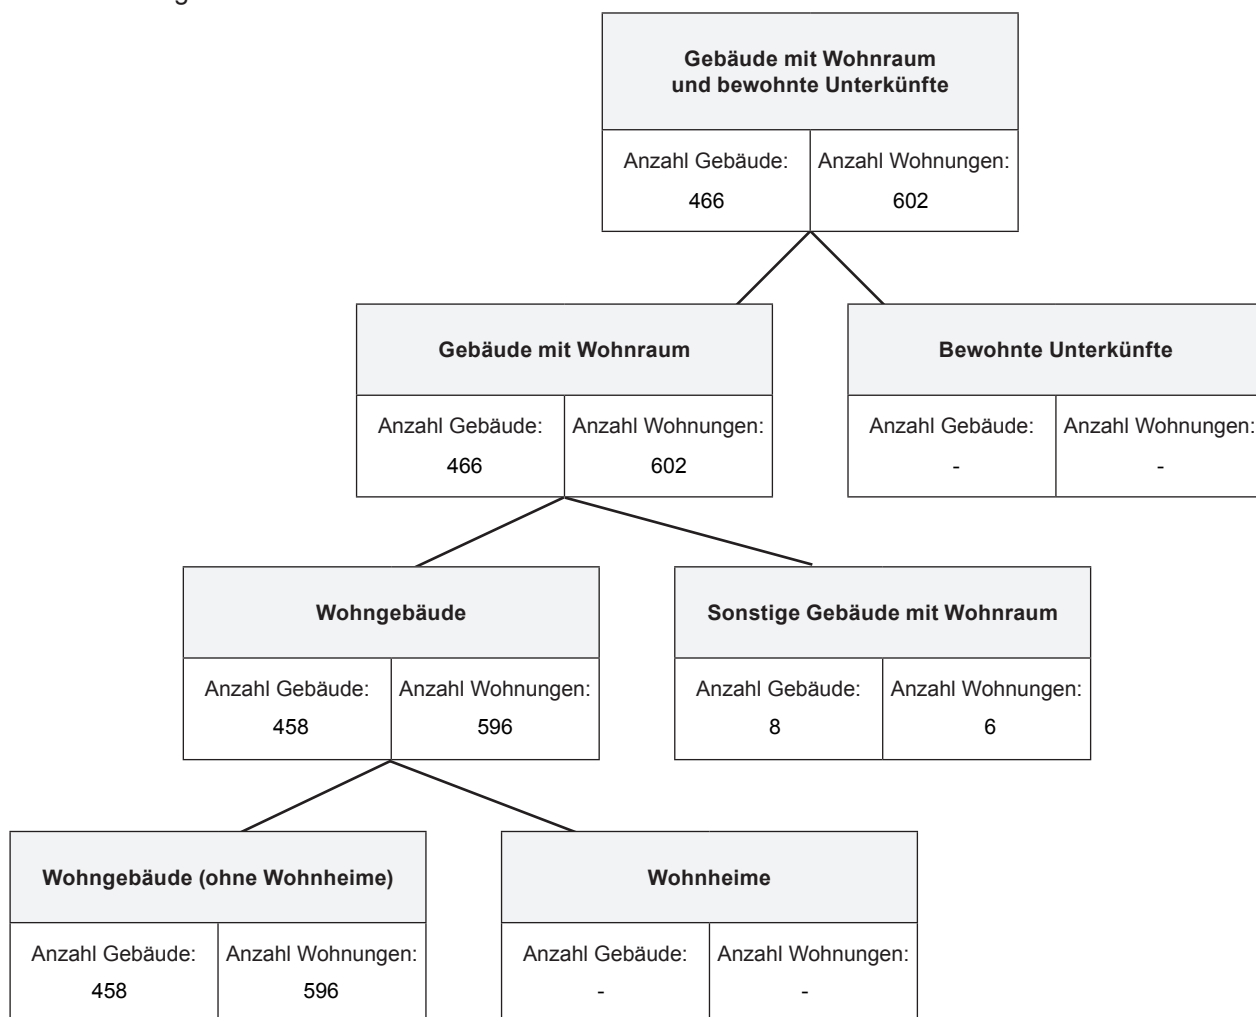 Gebäude mit Wohnraum
und bewohnte Unterkünfte
Anzahl Gebäude: Anzahl Wohnungen:
466 602
Gebäude mit Wohnraum
Anzahl Gebäude: Anzahl Wohnungen:
466 602
Bewohnte Unterkünfte
Anzahl Gebäude: Anzahl Wohnungen:
- -
Wohngebäude
Anzahl Gebäude: Anzahl Wohnungen:
458 596
Sonstige Gebäude mit Wohnraum
Anzahl Gebäude: Anzahl Wohnungen:
8 6
Wohngebäude (ohne Wohnheime)
Anzahl Gebäude: Anzahl Wohnungen:
458 596
Wohnheime
Anzahl Gebäude: Anzahl Wohnungen:
- -